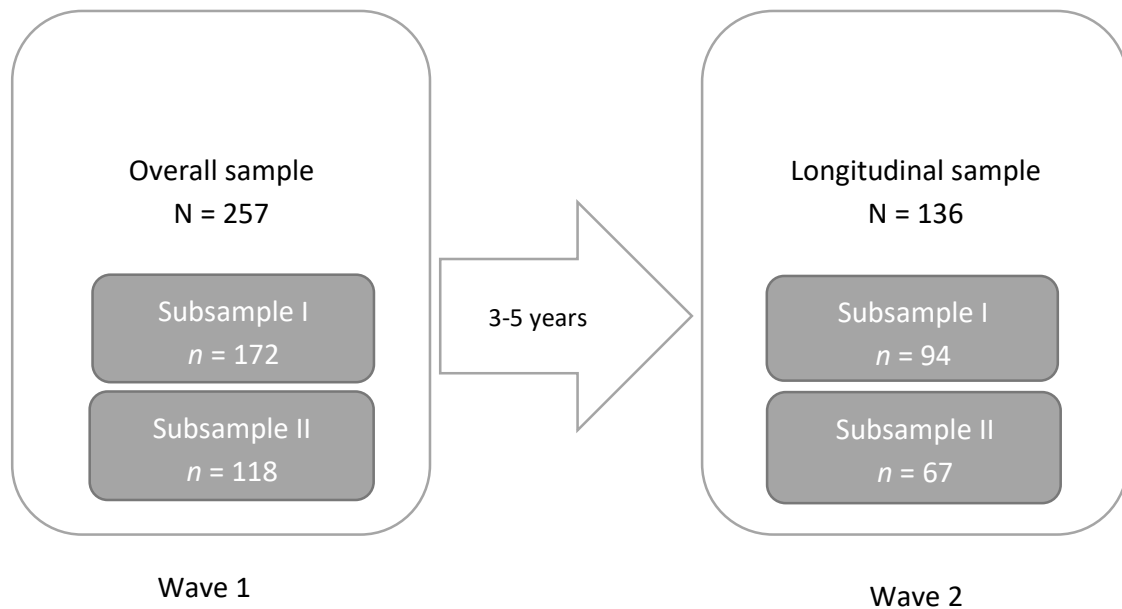 Overall sample
N = 257
Subsample I
n = 172
Subsample II
n = 118
Wave 1
3-5 years
Longitudinal sample
N = 136
Subsample I
n = 94
Subsample II
n = 67
Wave 2